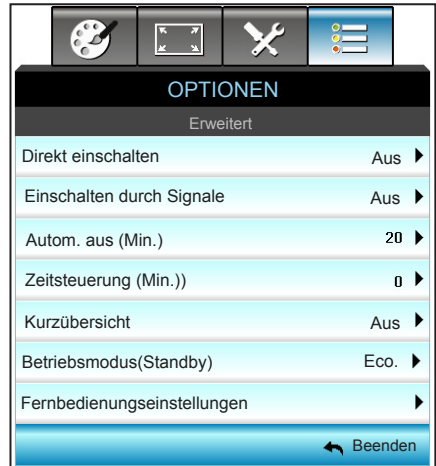 OPTIONEN
Erweitert
Direkt einschalten Aus
Einschalten durch Signale Aus
Autom. aus (Min.) 20
Zeitsteuerung (Min.)) 0
Kurzübersicht Aus
Betriebsmodus(Standby) Eco.
Fernbedienungseinstellungen
Beenden